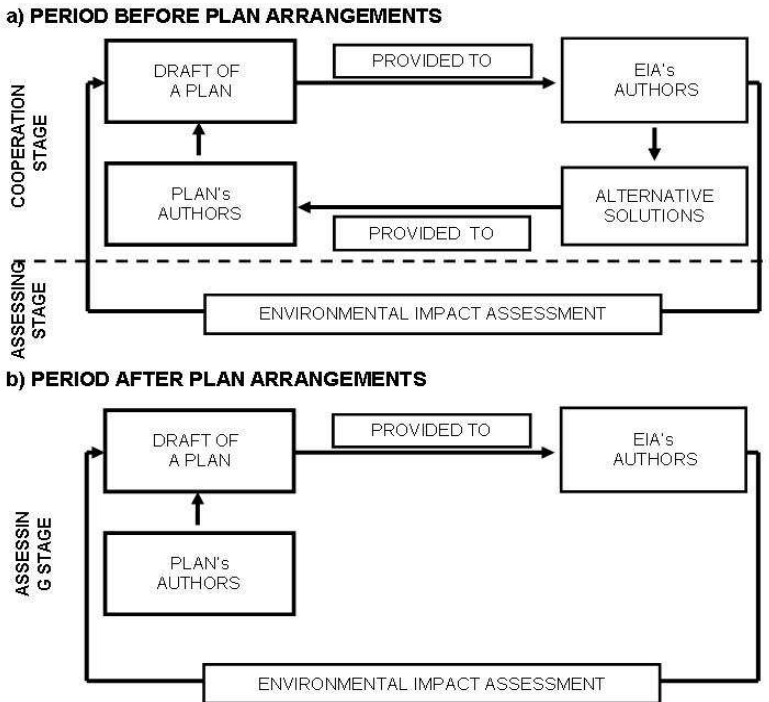 a) PERIOD BEFORE PLAN ARRANGEMENTS
COOPERATION
STAGE
DRAFT OF
A PLAN
PROVIDED TO
EIA's
AUTHORS
PLAN's
AUTHORS
PROVIDED TO
ALTERNATIVE
SOLUTIONS
ASSESSING
STAGE
ENVIRONMENTAL IMPACT ASSESSMENT
b) PERIOD AFTER PLAN ARRANGEMENTS
ASSESSIN
G STAGE
DRAFT OF
A PLAN
PROVIDED TO
EIA's
AUTHORS
PLAN's
AUTHORS
ENVIRONMENTAL IMPACT ASSESSMENT